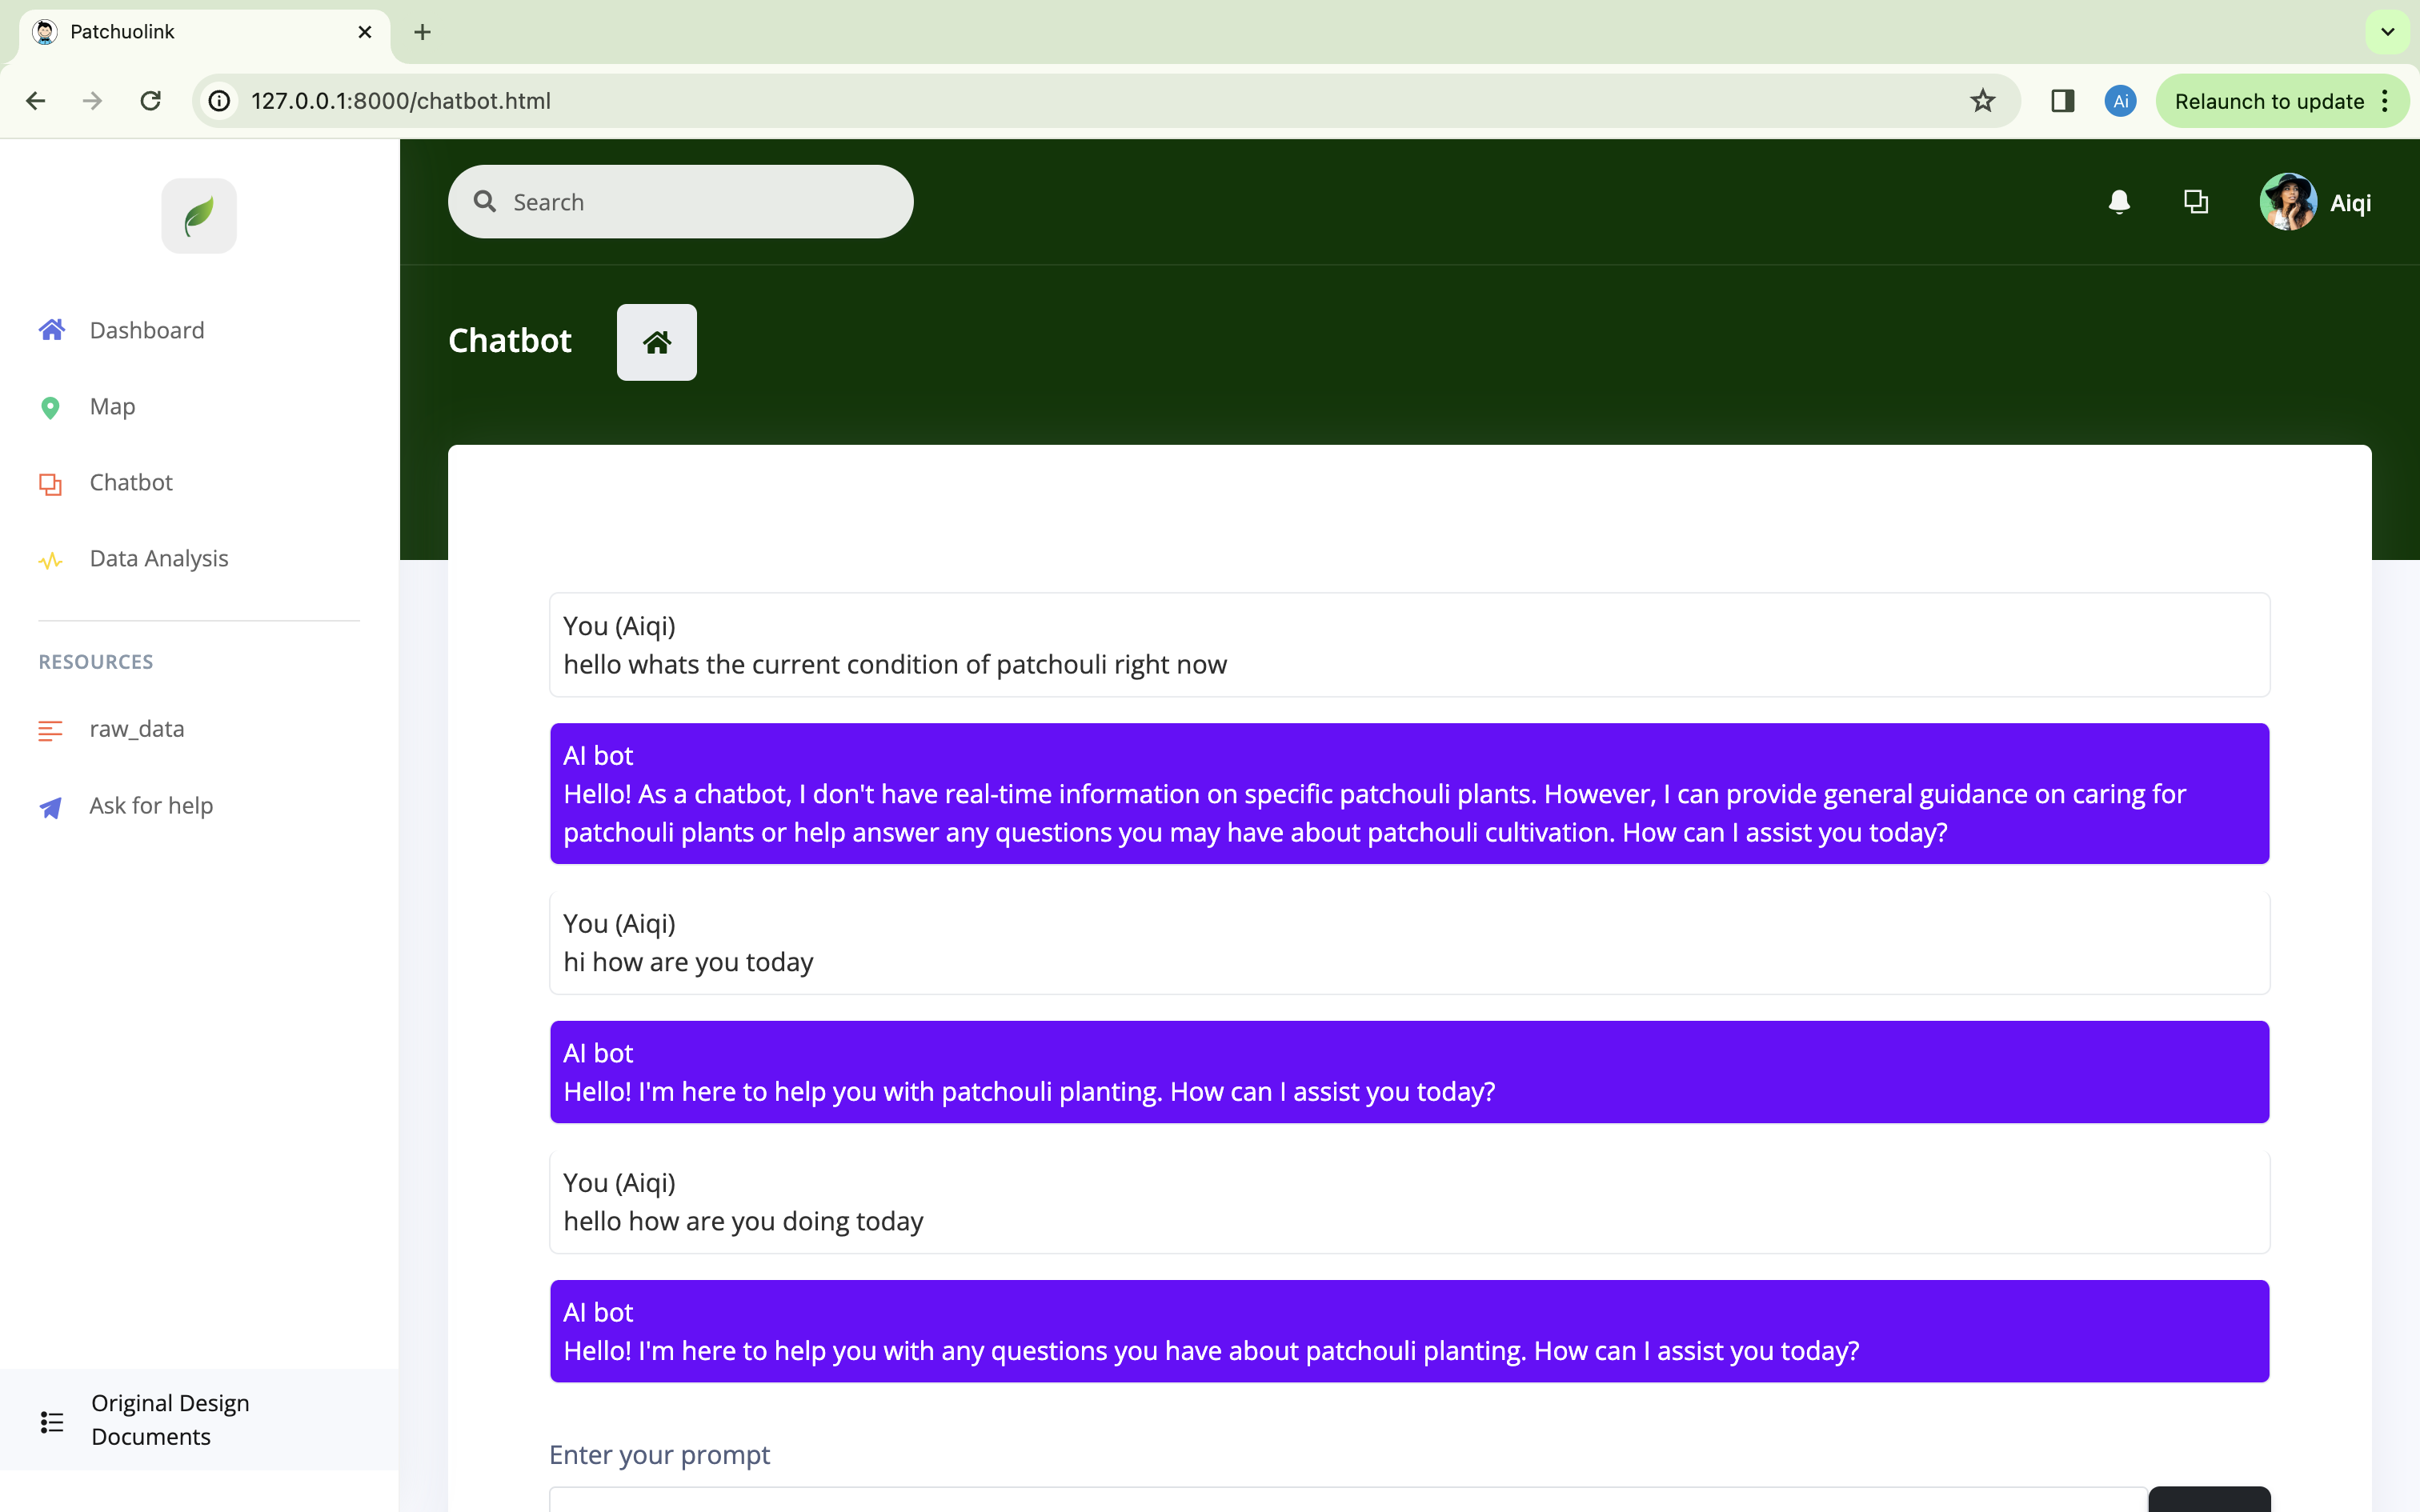 Patchuolink
127.0.0.1:8000/chatbot.html
Ai
Relaunch to update
Search
Aiqi
Dashboard
Map
Chatbot
Data Analysis
RESOURCES
raw_data
Ask for help
Original Design
Documents
Chatbot
You (Aiqi)
hello whats the current condition of patchouli right now
AI bot
Hello! As a chatbot, I don't have real-time information on specific patchouli plants. However, I can provide general guidance on caring for
patchouli plants or help answer any questions you may have about patchouli cultivation. How can I assist you today?
You (Aiqi)
hi how are you today
AI bot
Hello! I'm here to help you with patchouli planting. How can I assist you today?
You (Aiqi)
hello how are you doing today
AI bot
Hello! I'm here to help you with any questions you have about patchouli planting. How can I assist you today?
Enter your prompt